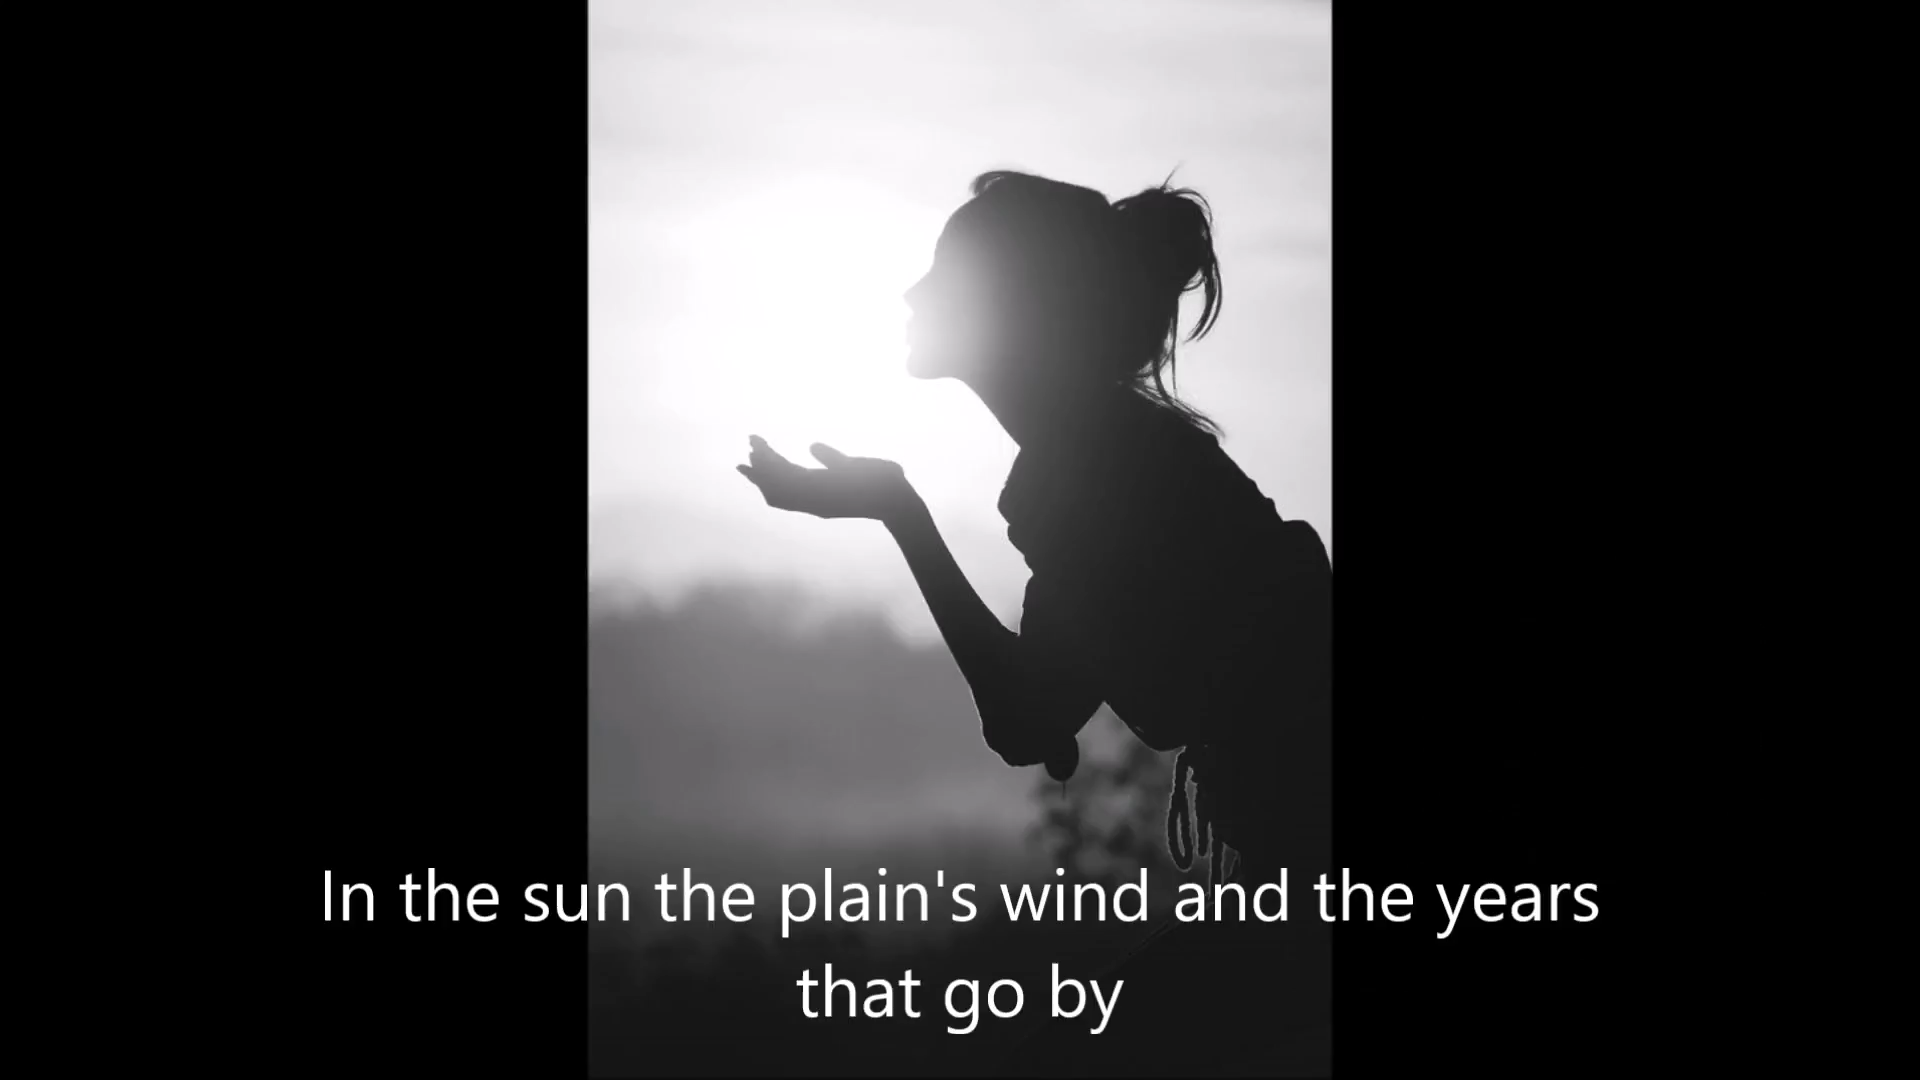 In the sun the plain's wind and the years
that go by